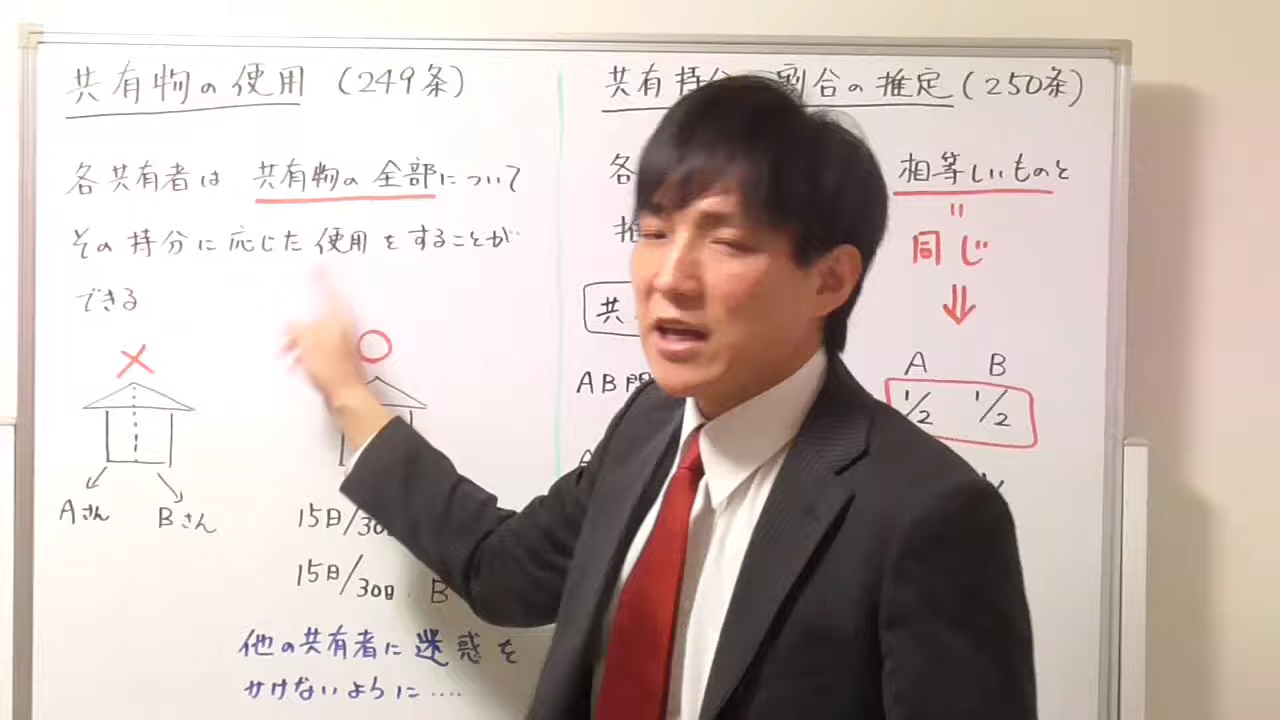 共有物の使用 (249条)
各共有者は 共有物の全部について
その持分に応じた使用をすることが
できる
×
○
Aさん
Bさん
15日/30日
15日/30日 B
他の共有者に迷惑を
かけないように‥‥
共有持分 割合の推定 (250条)
各 相等しいものと
推
〃
同じ
⇓
共
AB間
A B
1/2 1/2